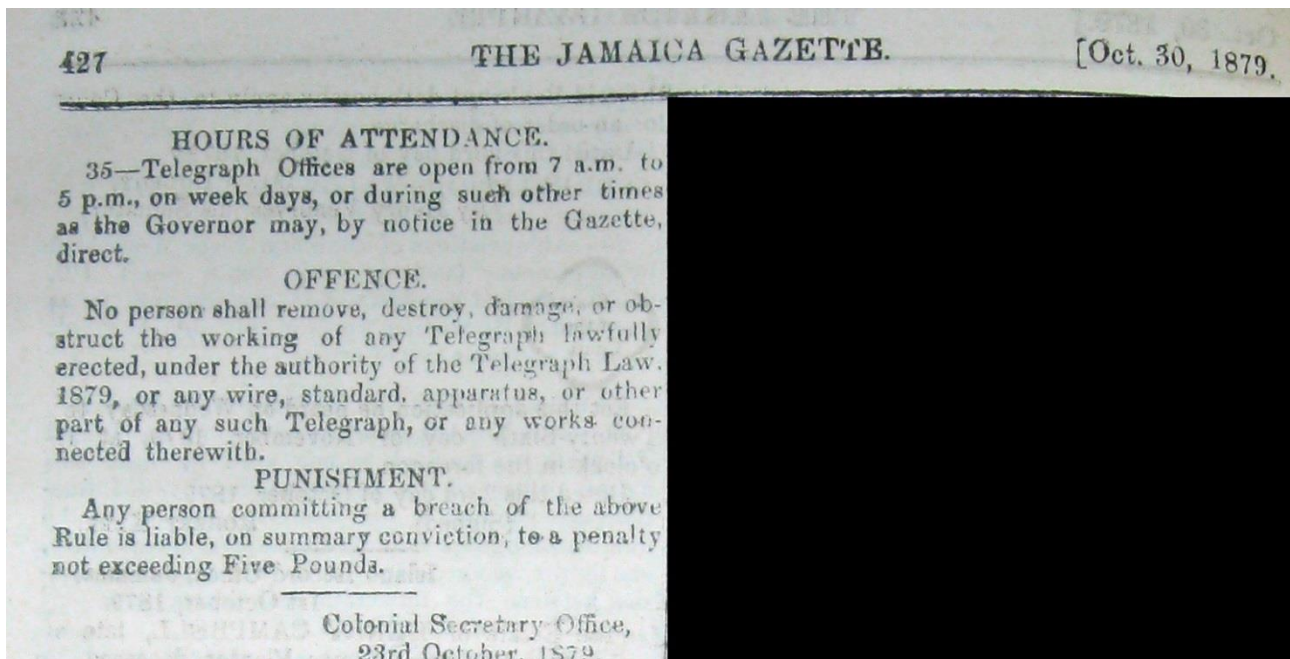 427 THE JAMAICA GAZETTE. [Oct. 30, 1879.
HOURS OF ATTENDANCE.
35—Telegraph Offices are open from 7 a.m. to
5 p.m., on week days, or during such other times
as the Governor may, by notice in the Gazette,
direct.
OFFENCE.
No person shall remove, destroy, damage, or ob-
struct the working of any Telegraph lawfully
erected, under the authority of the Telegraph Law.
1879, or any wire, standard, apparatus, or other
part of any such Telegraph, or any works con-
nected therewith.
PUNISHMENT.
Any person committing a breach of the above
Rule is liable, on summary conviction, to a penalty
not exceeding Five Pounds.
Colonial Secretary Office,
23rd October, 1879